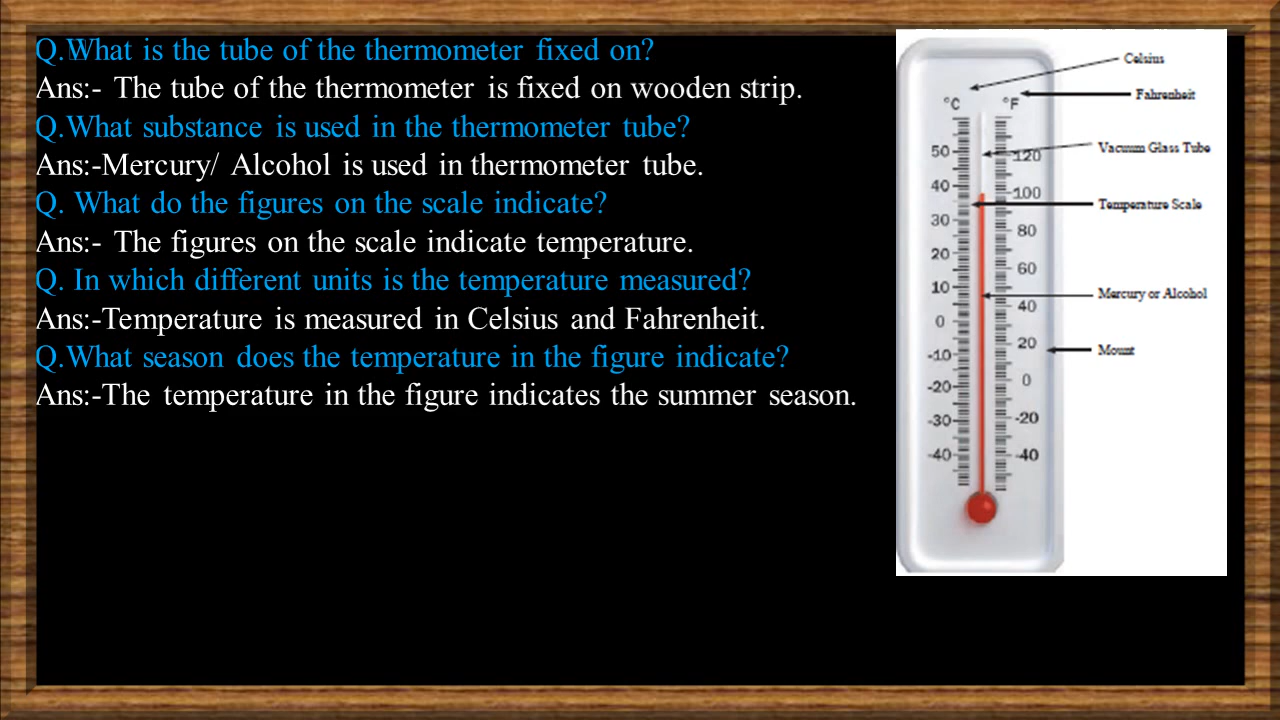 Q.What is the tube of the thermometer fixed on?
Ans:- The tube of the thermometer is fixed on wooden strip.
Q.What substance is used in the thermometer tube?
Ans:-Mercury/ Alcohol is used in thermometer tube.
Q. What do the figures on the scale indicate?
Ans:- The figures on the scale indicate temperature.
Q. In which different units is the temperature measured?
Ans:-Temperature is measured in Celsius and Fahrenheit.
Q.What season does the temperature in the figure indicate?
Ans:-The temperature in the figure indicates the summer season.
Celsius
Fahrenheit
°C °F
Vacuum Glass Tube
50 120
40 100
Temperature Scale
30 80
20 60
10 40
Mercury or Alcohol
0 20
Mount
-10 0
-20 -20
-30 -40
-40